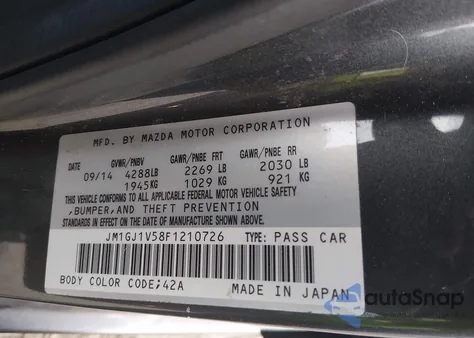 MFD. BY MAZDA MOTOR CORPORATION
DATE GVWR/PNBV GAWR/PNBE FRT GAWR/PNBE RR
09/14 4288LB 2269 LB 2030 LB
1945KG 1029 KG 921 KG
THIS VEHICLE CONFORMS TO ALL APPLICABLE FEDERAL MOTOR VEHICLE SAFETY
,BUMPER,AND THEFT PREVENTION
STANDARDS IN EFFECT ON THE DATE OF MANUFACTURE SHOWN ABOVE.
JM1GJ1V58F1210726 TYPE: PASS CAR
BODY COLOR CODE;42A MADE IN JAPAN
autaSnap